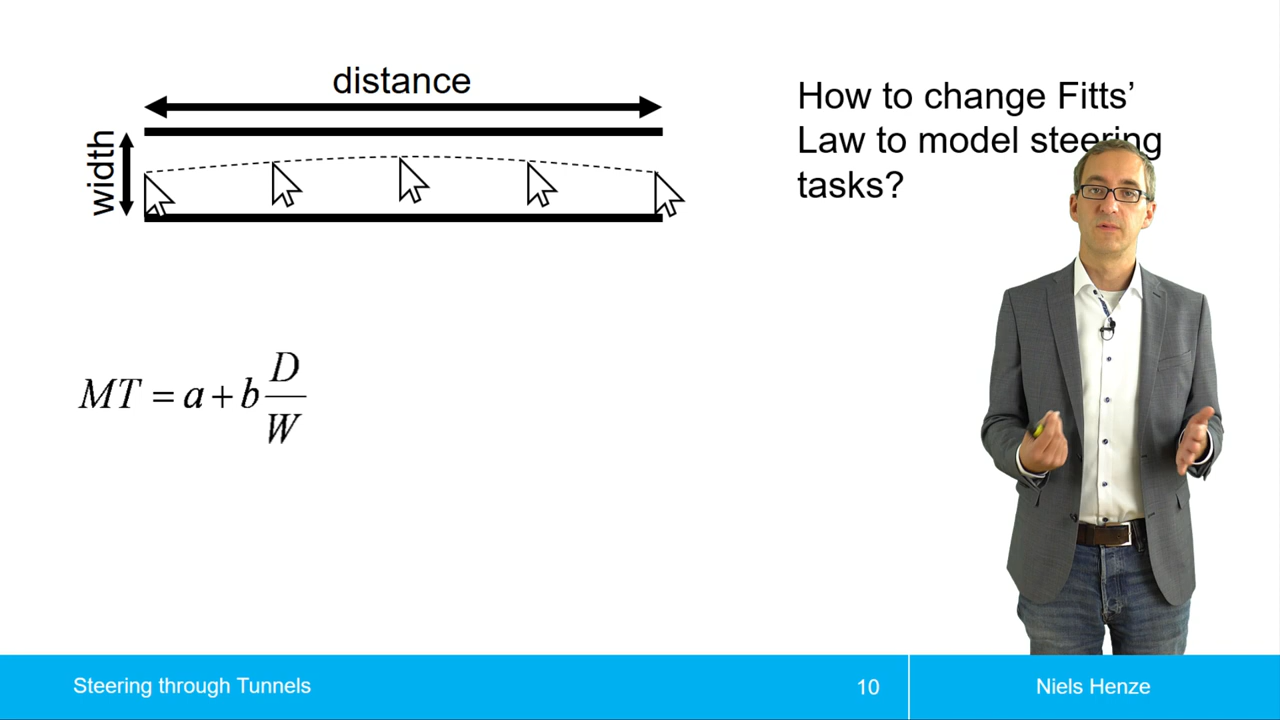 distance
width
How to change Fitts’
Law to model steering
tasks?
MT = a + b D/W
Steering through Tunnels
10
Niels Henze